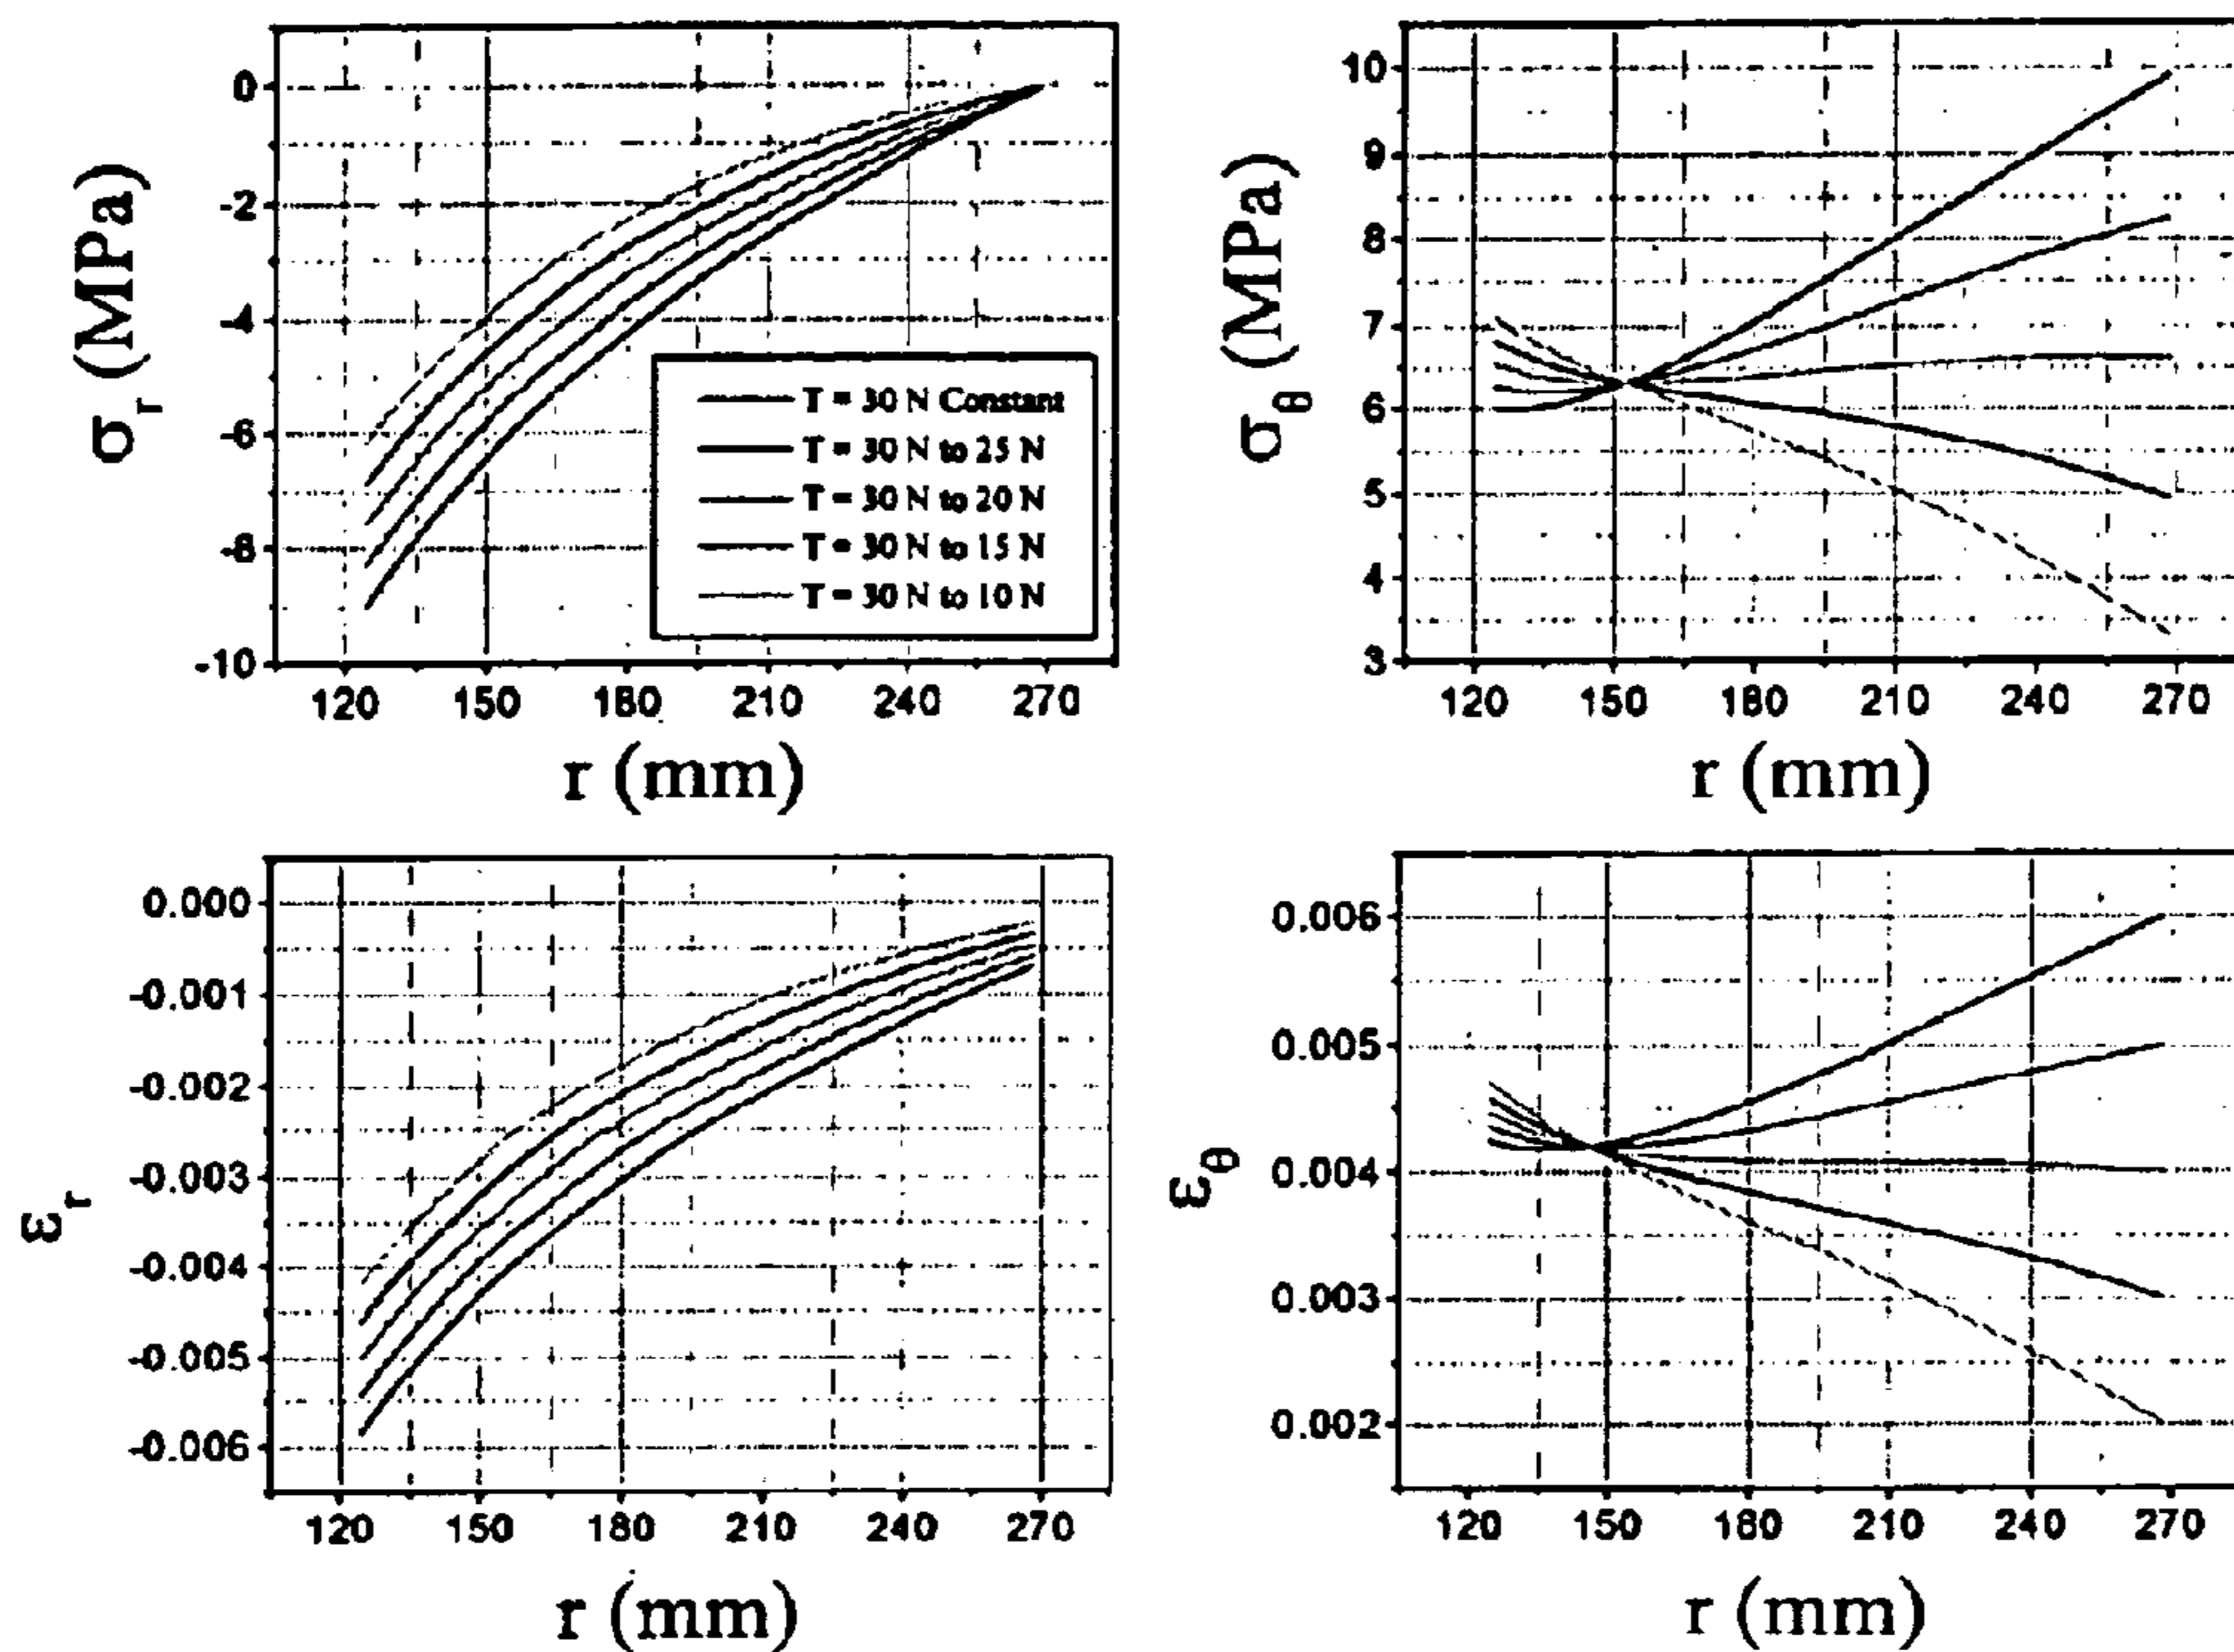 σr (MPa)
0
-2
-4
-6
-8
-10
T = 30 N Constant
T = 30 N to 25 N
T = 30 N to 20 N
T = 30 N to 15 N
T = 30 N to 10 N
120 150 180 210 240 270
r (mm)
σθ (MPa)
10
9
8
7
6
5
4
3
120 150 180 210 240 270
r (mm)
εr
0.000
-0.001
-0.002
-0.003
-0.004
-0.005
-0.006
120 150 180 210 240 270
r (mm)
εθ
0.006
0.005
0.004
0.003
0.002
120 150 180 210 240 270
r (mm)